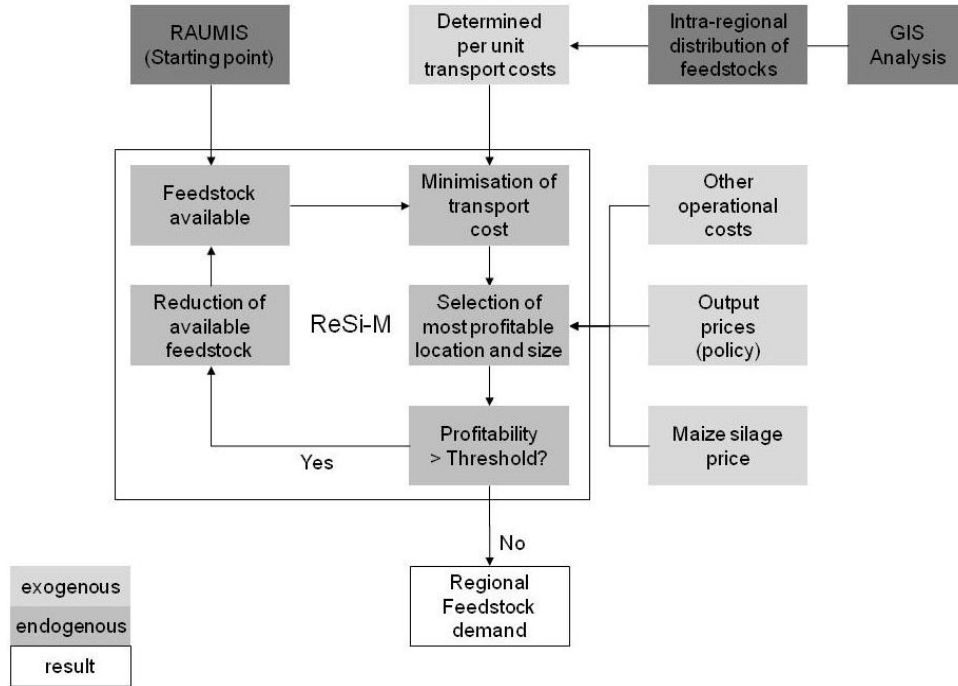 RAUMIS
(Starting point)
Determined
per unit
transport costs
Intra-regional
distribution of
feedstocks
GIS
Analysis
Feedstock
available
Minimisation of
transport
cost
Other
operational
costs
Reduction of
available
feedstock
ReSi-M
Selection of
most profitable
location and size
Output
prices
(policy)
Profitability
> Threshold?
Maize silage
price
Yes
No
Regional
Feedstock
demand
exogenous
endogenous
result